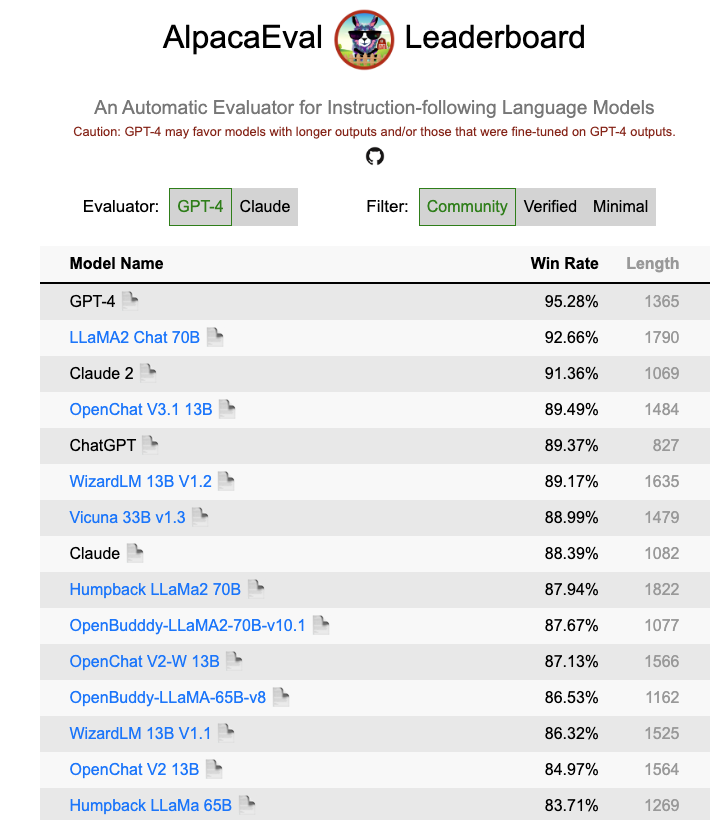 AlpacaEval Leaderboard
An Automatic Evaluator for Instruction-following Language Models
Caution: GPT-4 may favor models with longer outputs and/or those that were fine-tuned on GPT-4 outputs.
Evaluator: GPT-4 Claude Filter: Community Verified Minimal
Model Name Win Rate Length
GPT-4 95.28% 1365
LLaMA2 Chat 70B 92.66% 1790
Claude 2 91.36% 1069
OpenChat V3.1 13B 89.49% 1484
ChatGPT 89.37% 827
WizardLM 13B V1.2 89.17% 1635
Vicuna 33B v1.3 88.99% 1479
Claude 88.39% 1082
Humpback LLaMa2 70B 87.94% 1822
OpenBudddy-LLaMA2-70B-v10.1 87.67% 1077
OpenChat V2-W 13B 87.13% 1566
OpenBuddy-LLaMA-65B-v8 86.53% 1162
WizardLM 13B V1.1 86.32% 1525
OpenChat V2 13B 84.97% 1564
Humpback LLaMa 65B 83.71% 1269